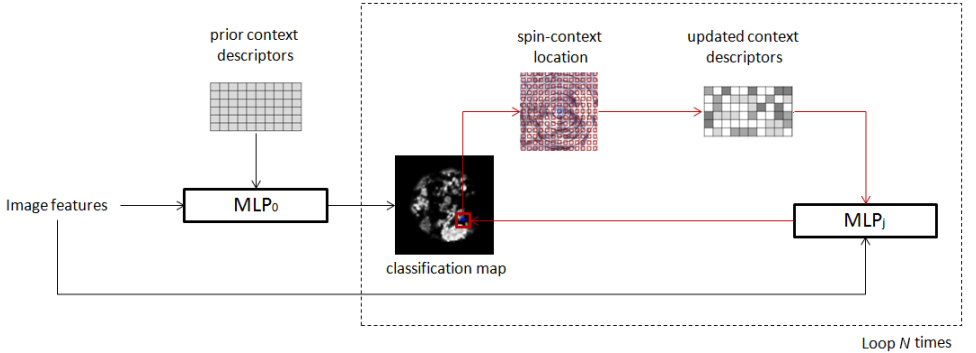 prior context
descriptors
spin-context
location
updated context
descriptors
Image features
MLP₀
MLPⱼ
classification map
Loop N times